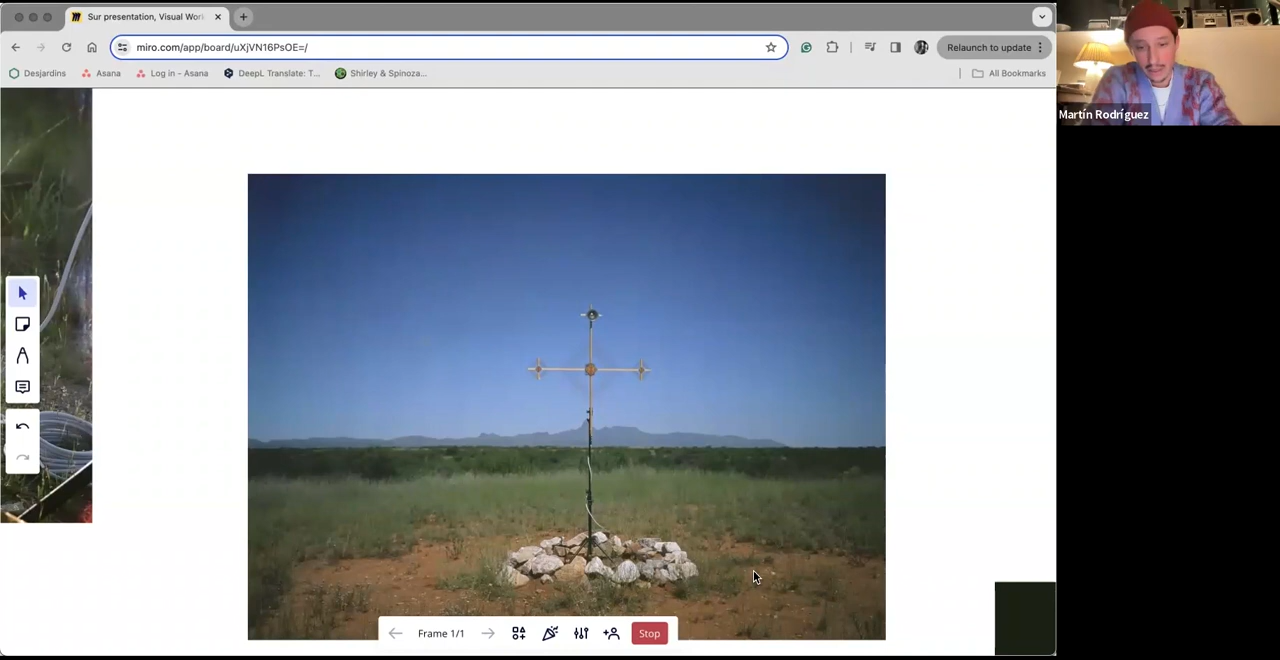 Sur presentation, Visual Wor
miro.com/app/board/uXjVN16PsOE=/
Relaunch to update
Desjardins
Asana
Log in - Asana
DeepL Translate: T...
Shirley & Spinoza...
All Bookmarks
Martín Rodríguez
Frame 1/1
Stop